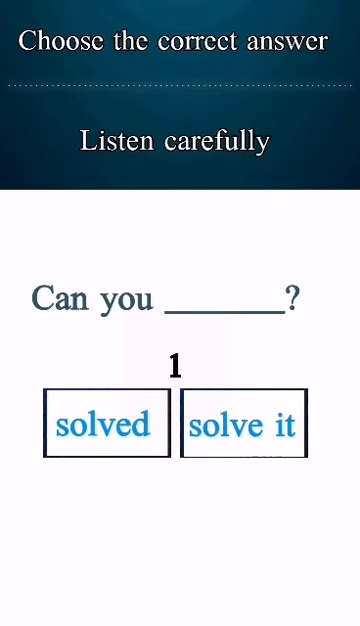 Choose the correct answer
Listen carefully
Can you _______?
1
solved solve it